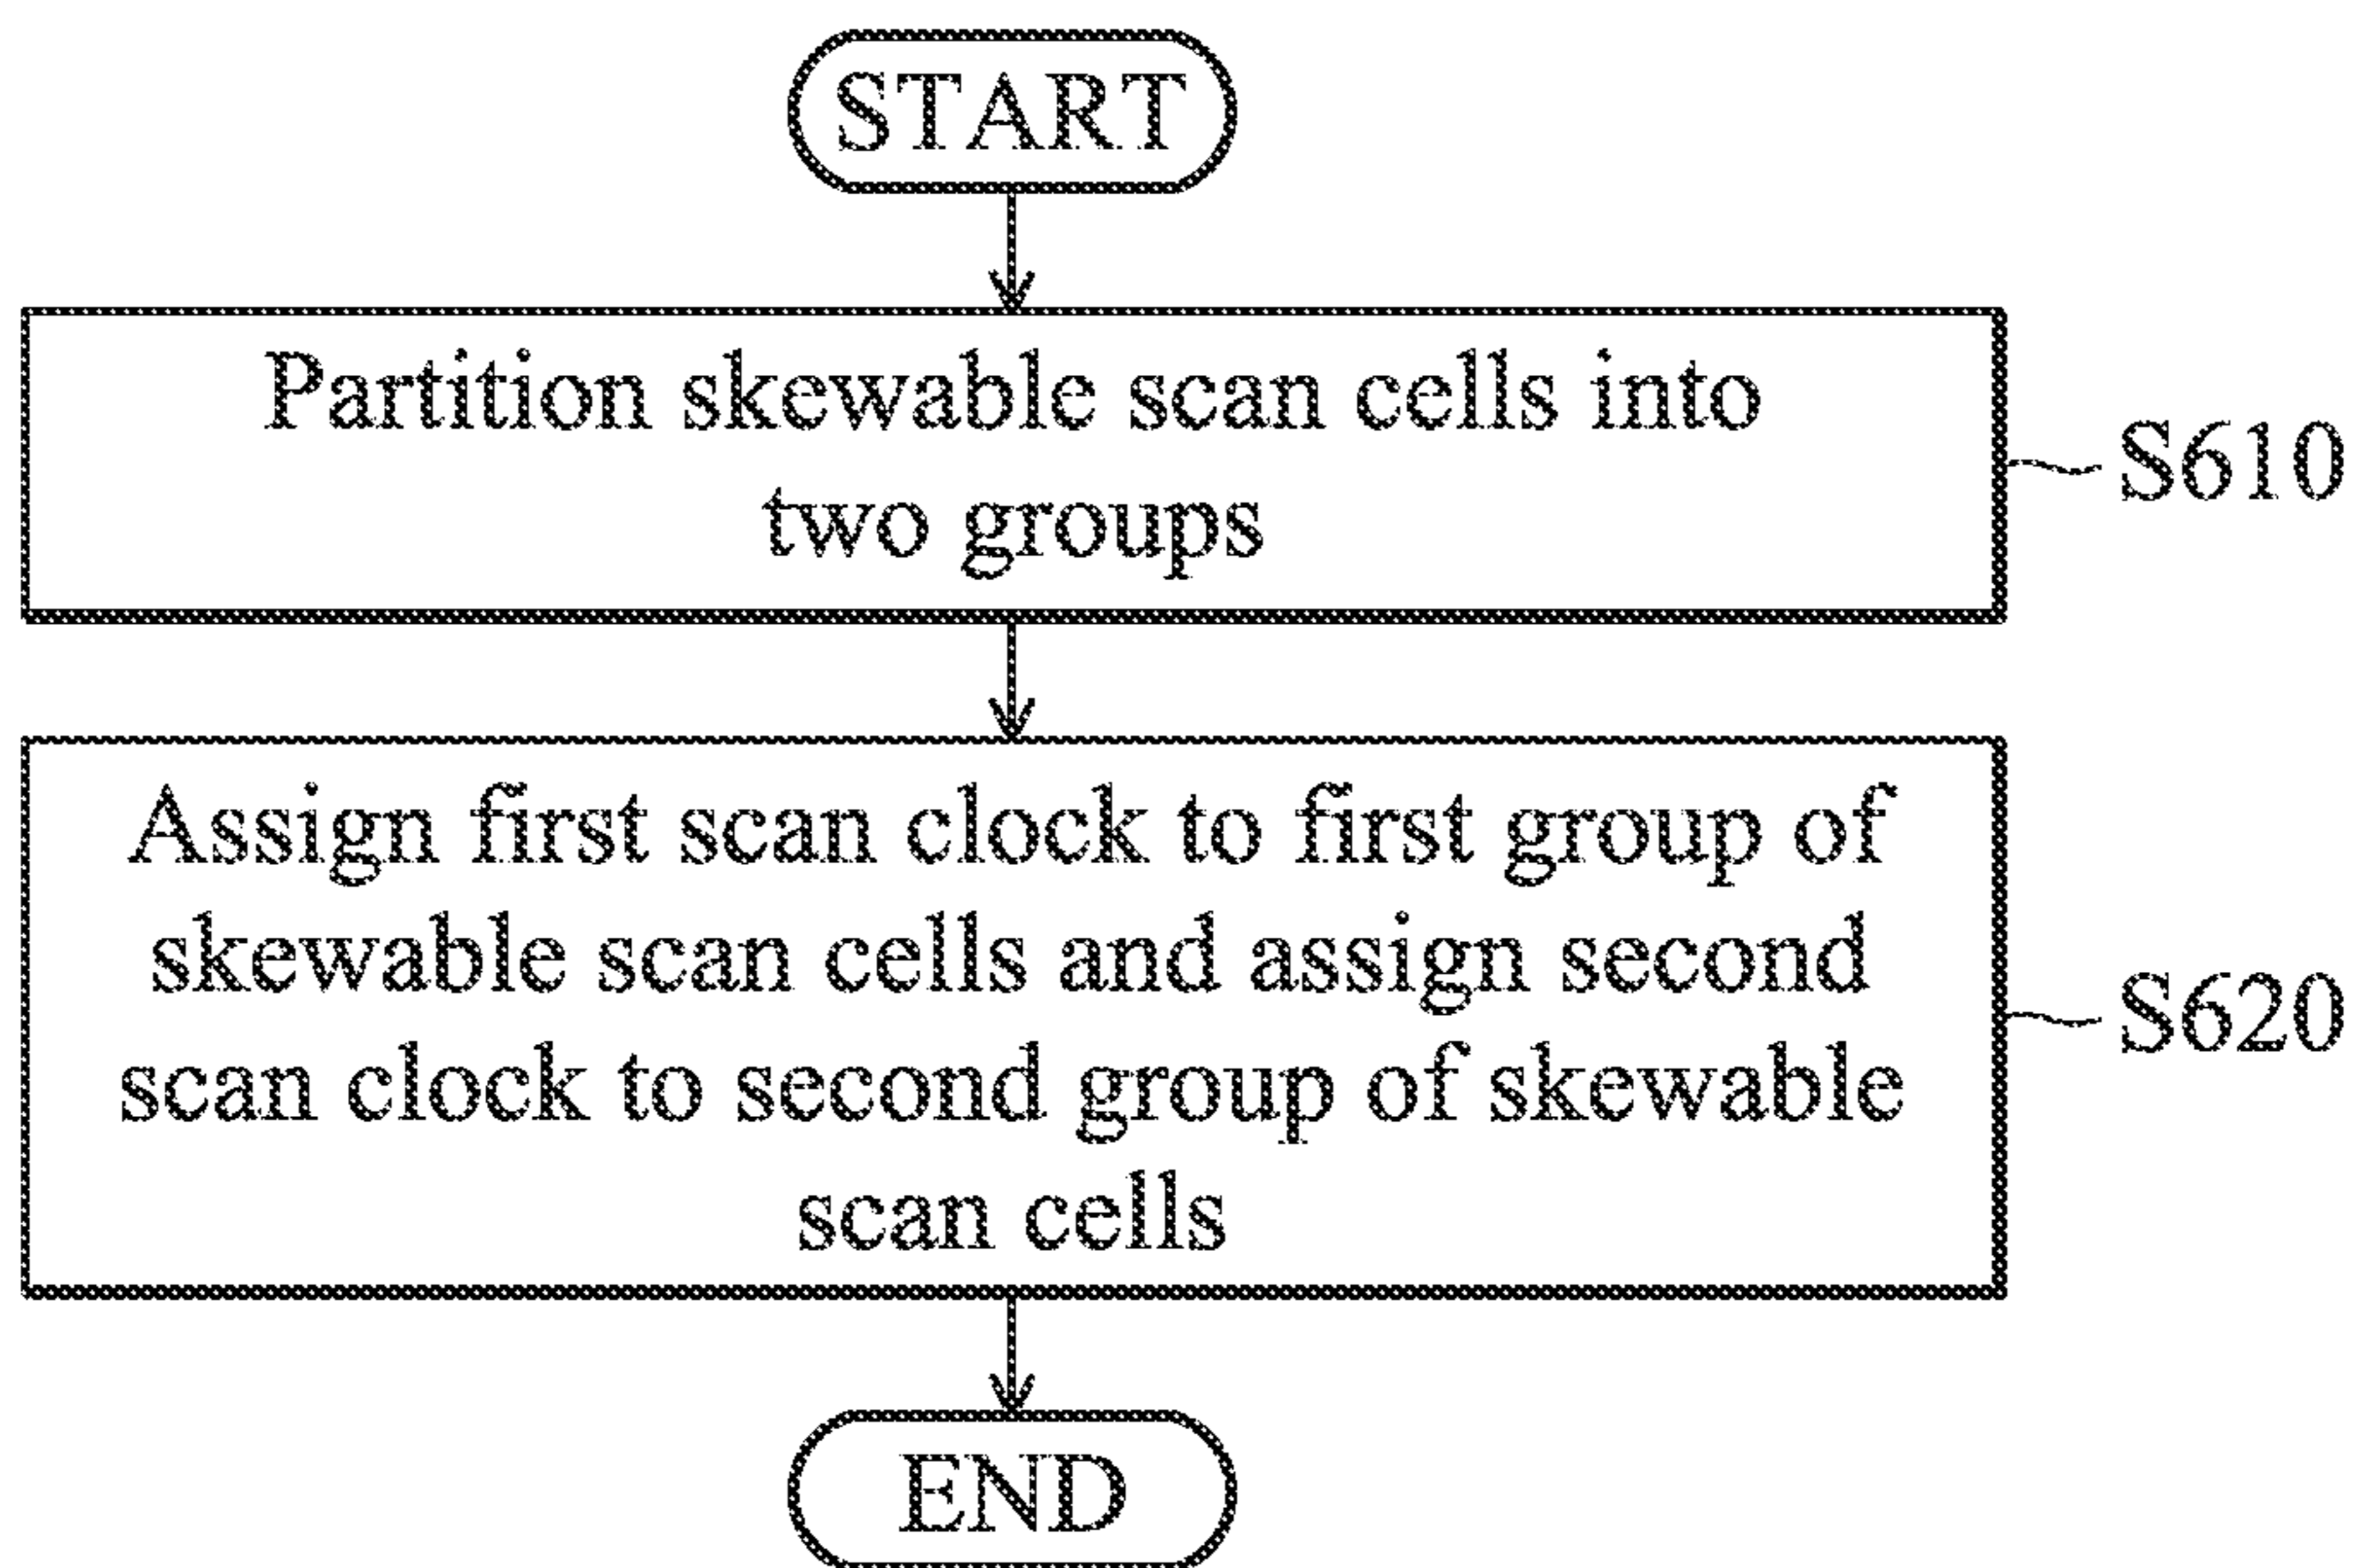 START
Partition skewable scan cells into
two groups
S610
Assign first scan clock to first group of
skewable scan cells and assign second
scan clock to second group of skewable
scan cells
S620
END